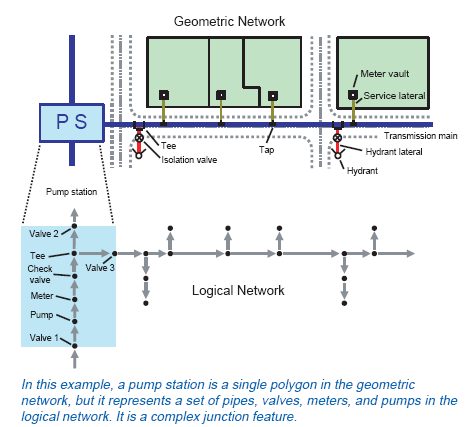 Geometric Network
Meter vault
Service lateral
P S
Tee
Isolation valve
Tap
Transmission main
Hydrant lateral
Hydrant
Pump station
Valve 2
Tee
Check
valve
Valve 3
Meter
Pump
Valve 1
Logical Network
In this example, a pump station is a single polygon in the geometric
network, but it represents a set of pipes, valves, meters, and pumps in the
logical network. It is a complex junction feature.